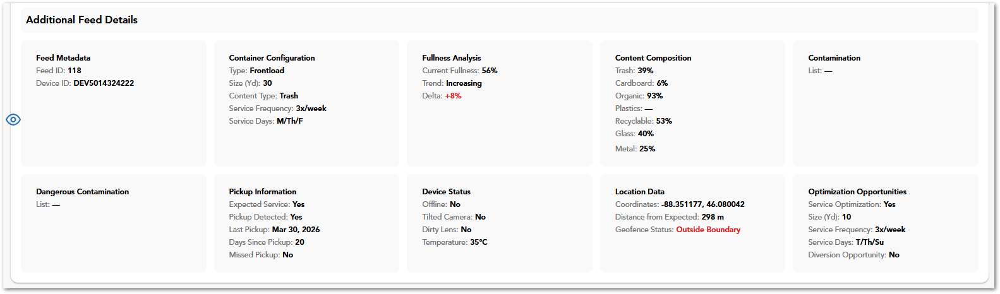 Additional Feed Details
Feed Metadata
Feed ID: 118
Device ID: DEV5014324222
Container Configuration
Type: Frontload
Size (Yd): 30
Content Type: Trash
Service Frequency: 3x/week
Service Days: M/Th/F
Fullness Analysis
Current Fullness: 56%
Trend: Increasing
Delta: +8%
Content Composition
Trash: 39%
Cardboard: 6%
Organic: 93%
Plastics: —
Recyclable: 53%
Glass: 40%
Metal: 25%
Contamination
List: —
Dangerous Contamination
List: —
Pickup Information
Expected Service: Yes
Pickup Detected: Yes
Last Pickup: Mar 30, 2026
Days Since Pickup: 20
Missed Pickup: No
Device Status
Offline: No
Tilted Camera: No
Dirty Lens: No
Temperature: 35°C
Location Data
Coordinates: -88.351177, 46.080042
Distance from Expected: 298 m
Geofence Status: Outside Boundary
Optimization Opportunities
Service Optimization: Yes
Size (Yd): 10
Service Frequency: 3x/week
Service Days: T/Th/Su
Diversion Opportunity: No